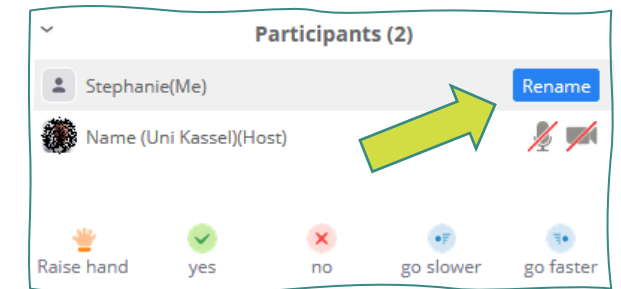 Participants (2)
Stephanie(Me) Rename
Name (Uni Kassel)(Host)
Raise hand yes no go slower go faster